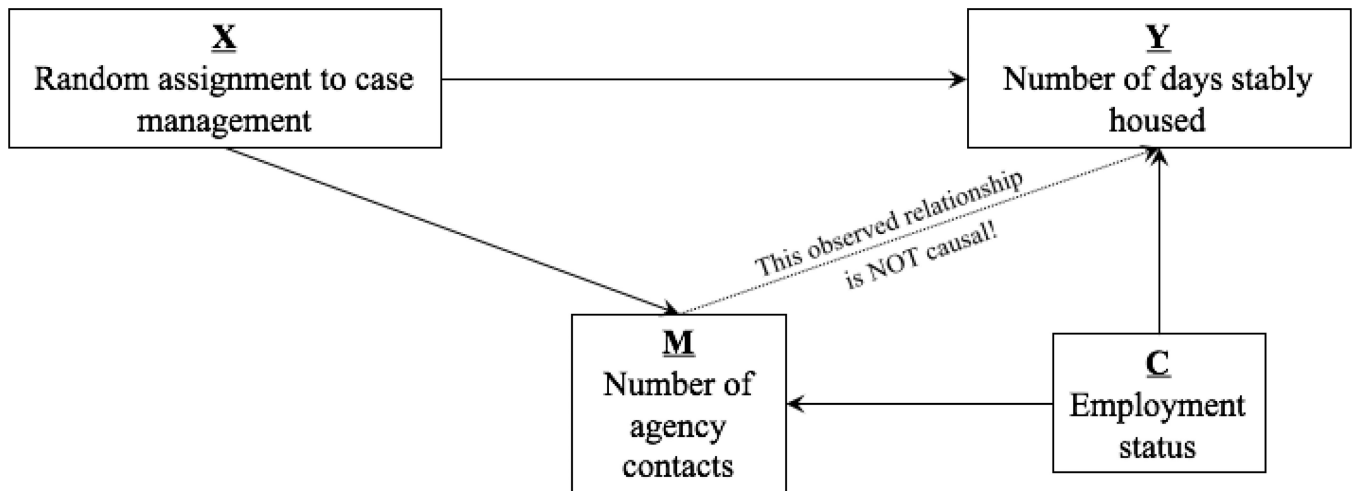 X
Random assignment to case
management
Y
Number of days stably
housed
This observed relationship
is NOT causal!
M
Number of
agency
contacts
C
Employment
status